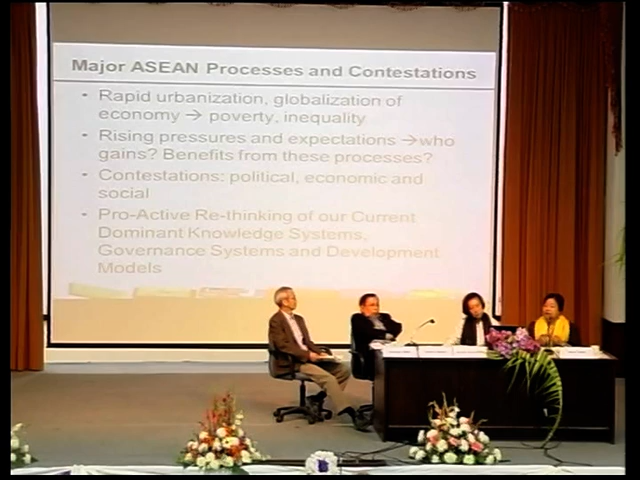 Major ASEAN Processes and Contestations
• Rapid urbanization, globalization of
economy → poverty, inequality
• Rising pressures and expectations →who
gains? Benefits from these processes?
• Contestations: political, economic and
social
• Pro-Active Re-thinking of our Current
Dominant Knowledge Systems,
Governance Systems and Development
Models